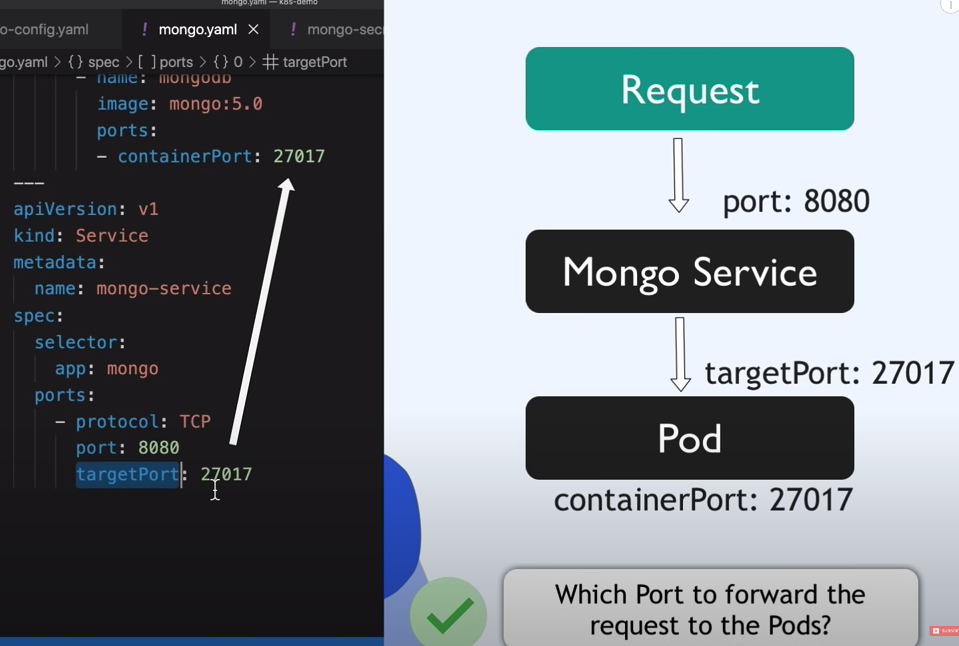 mongo.yaml — k8s-demo
o-config.yaml
! mongo.yaml ×
! mongo-sec
go.yaml > {} spec > [ ] ports > {} 0 > # targetPort
- name: mongodb
image: mongo:5.0
ports:
- containerPort: 27017
---
apiVersion: v1
kind: Service
metadata:
name: mongo-service
spec:
selector:
app: mongo
ports:
- protocol: TCP
port: 8080
targetPort: 27017
Request
port: 8080
Mongo Service
targetPort: 27017
Pod
containerPort: 27017
Which Port to forward the
request to the Pods?